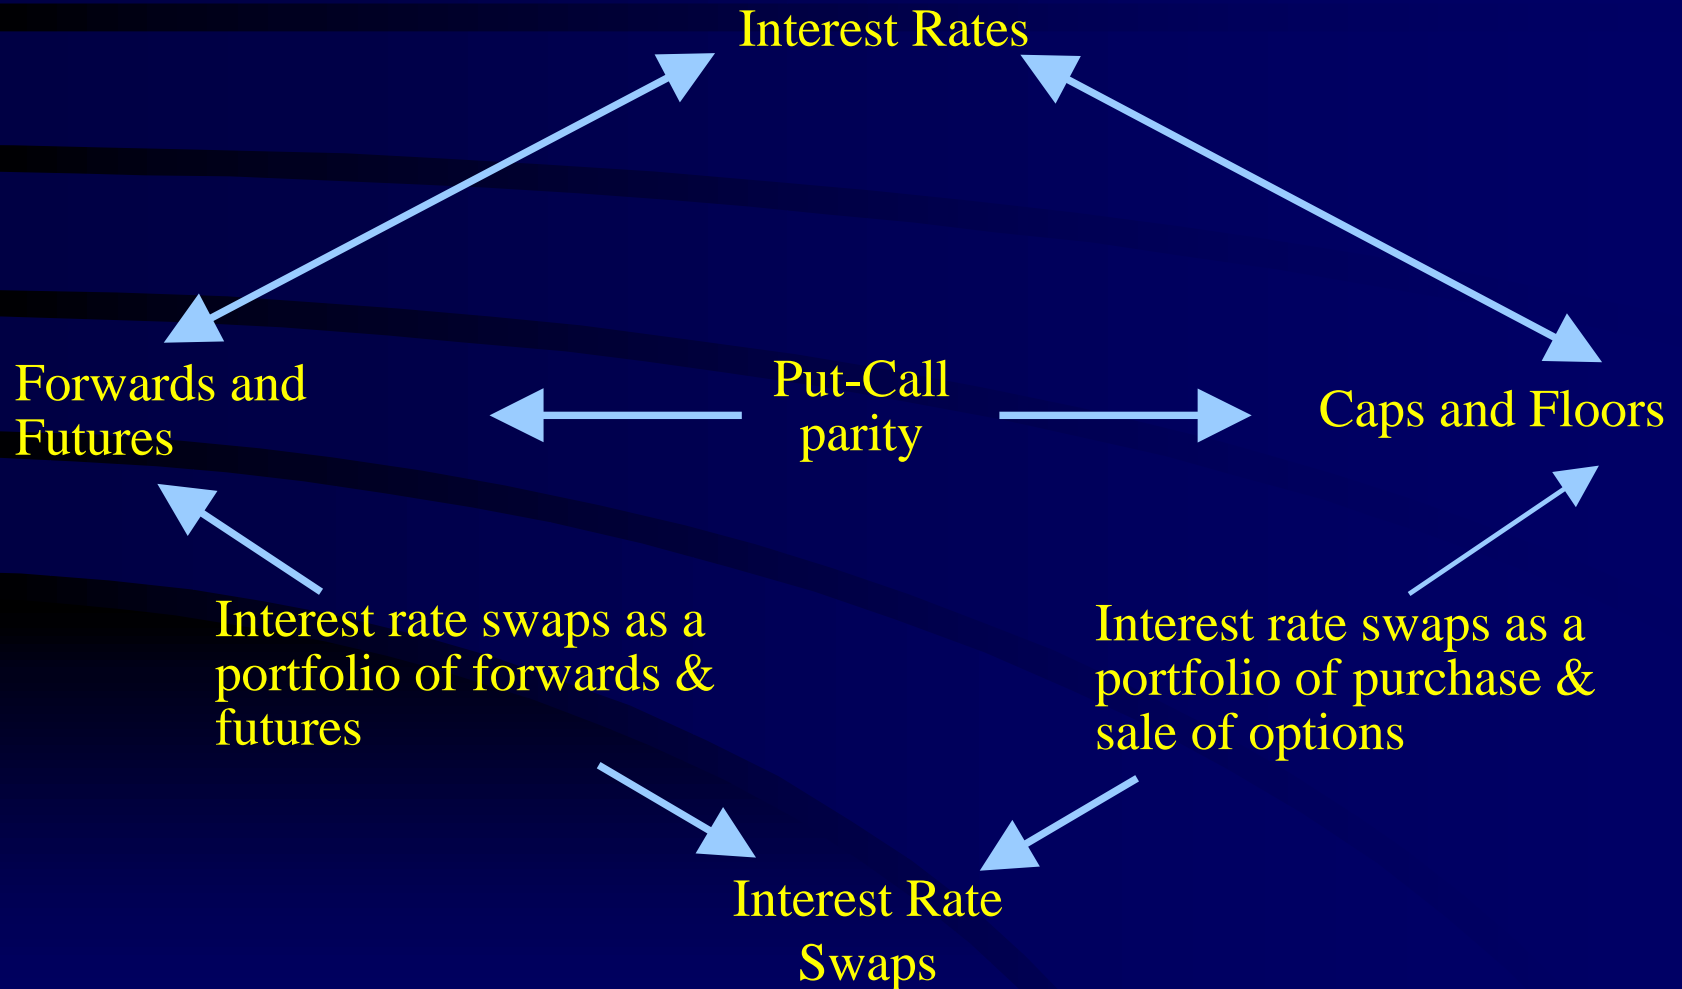 Interest Rates
Forwards and
Futures
Put-Call
parity
Caps and Floors
Interest rate swaps as a
portfolio of forwards &
futures
Interest rate swaps as a
portfolio of purchase &
sale of options
Interest Rate
Swaps